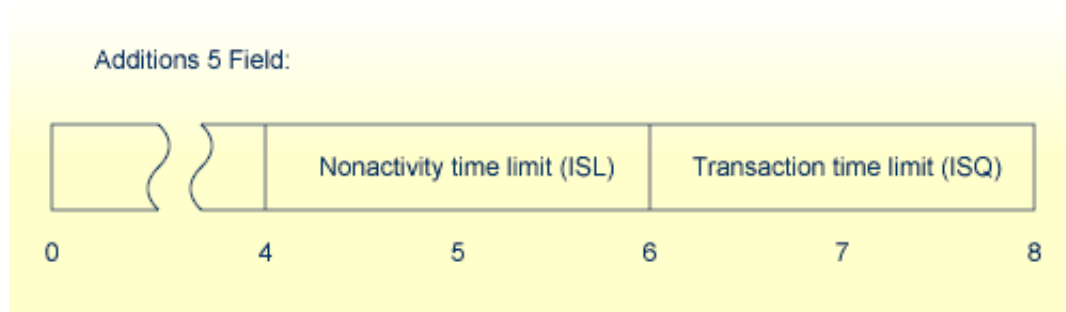 Additions 5 Field:
Nonactivity time limit (ISL) Transaction time limit (ISQ)
0 4 5 6 7 8